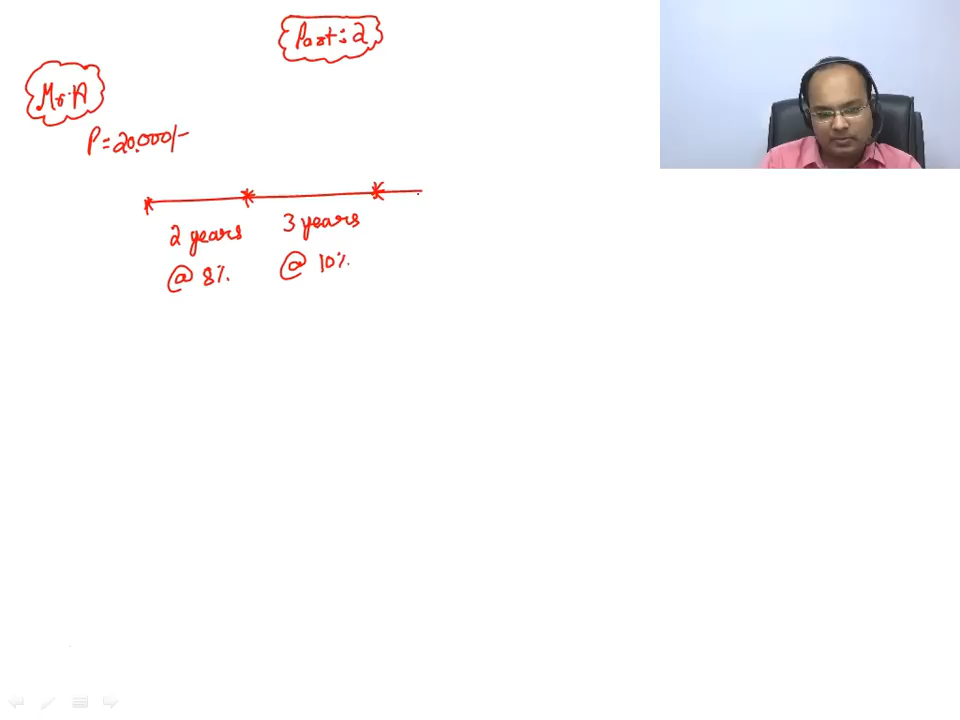 Part:2
Mr.A
P=20,000/-
2 years 3 years
@ 8% @ 10%